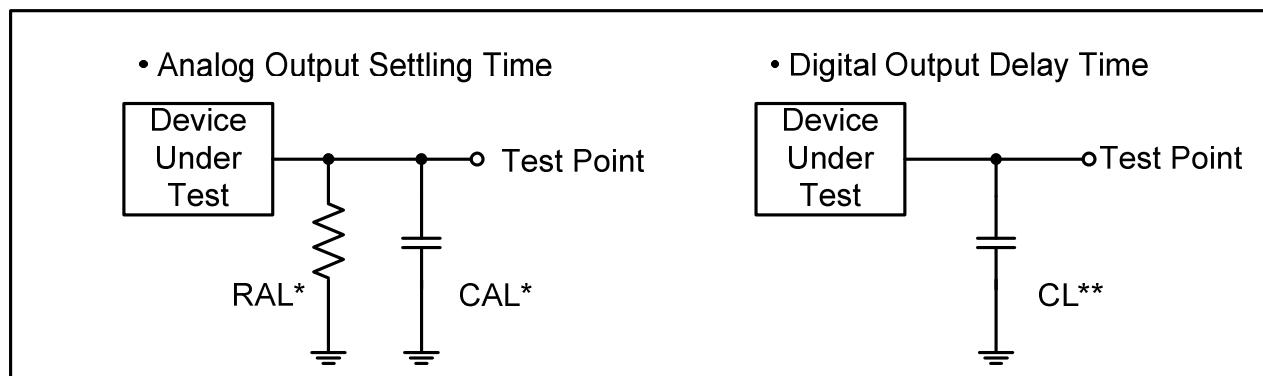 • Analog Output Settling Time
Device
Under
Test
Test Point
RAL*
CAL*
• Digital Output Delay Time
Device
Under
Test
Test Point
CL**